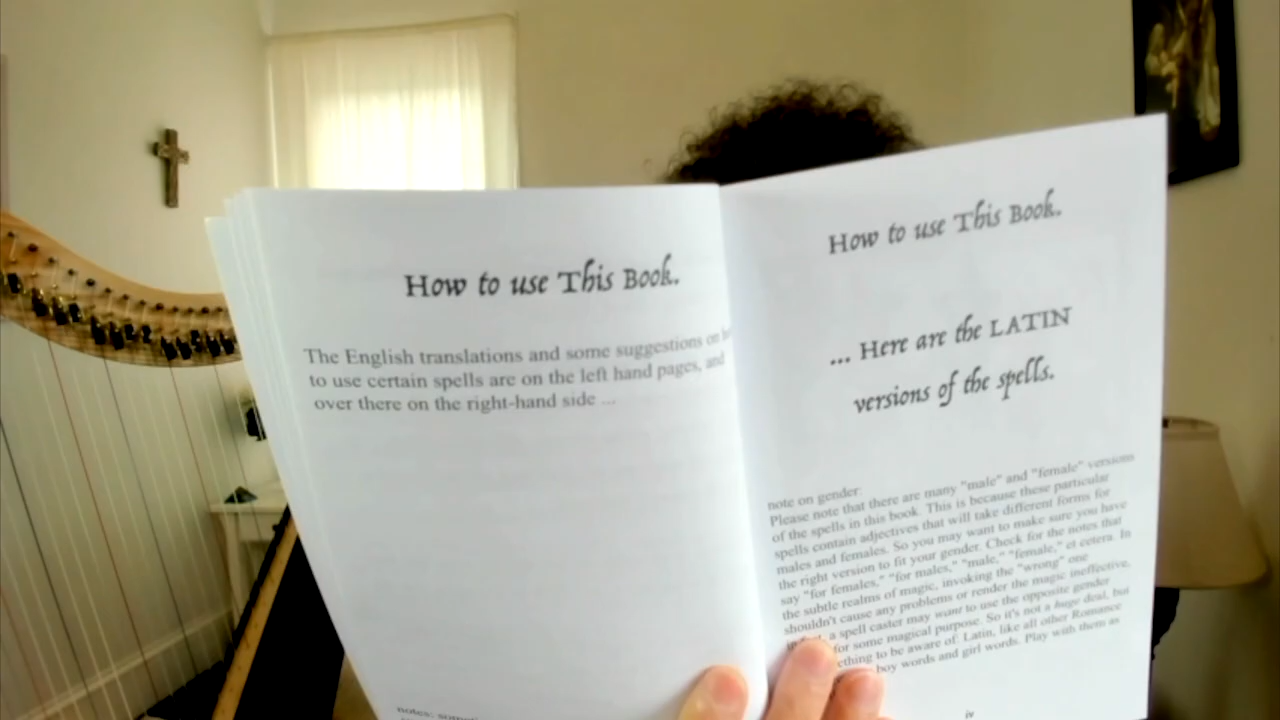 How to use This Book.
The English translations and some suggestions on
to use certain spells are on the left hand pages, and
over there on the right-hand side ...
notes:
How to use This Book.
... Here are the LATIN
versions of the spells.
note on gender:
Please note that there are many "male" and "female" versions
of the spells in this book. This is because these particular
spells contain adjectives that will take different forms for
males and females. So you may want to make sure you have
the right version to fit your gender. Check for the notes that
say "for females," "for males," "male," "female," et cetera. In
the subtle realms of magic, invoking the "wrong" one
shouldn't cause any problems or render the magic ineffective,
a spell caster may want to use the opposite gender
for some magical purpose. So it's not a huge deal, but
to be aware of. Latin, like all other Romance
boy words and girl words. Play with them as
iv